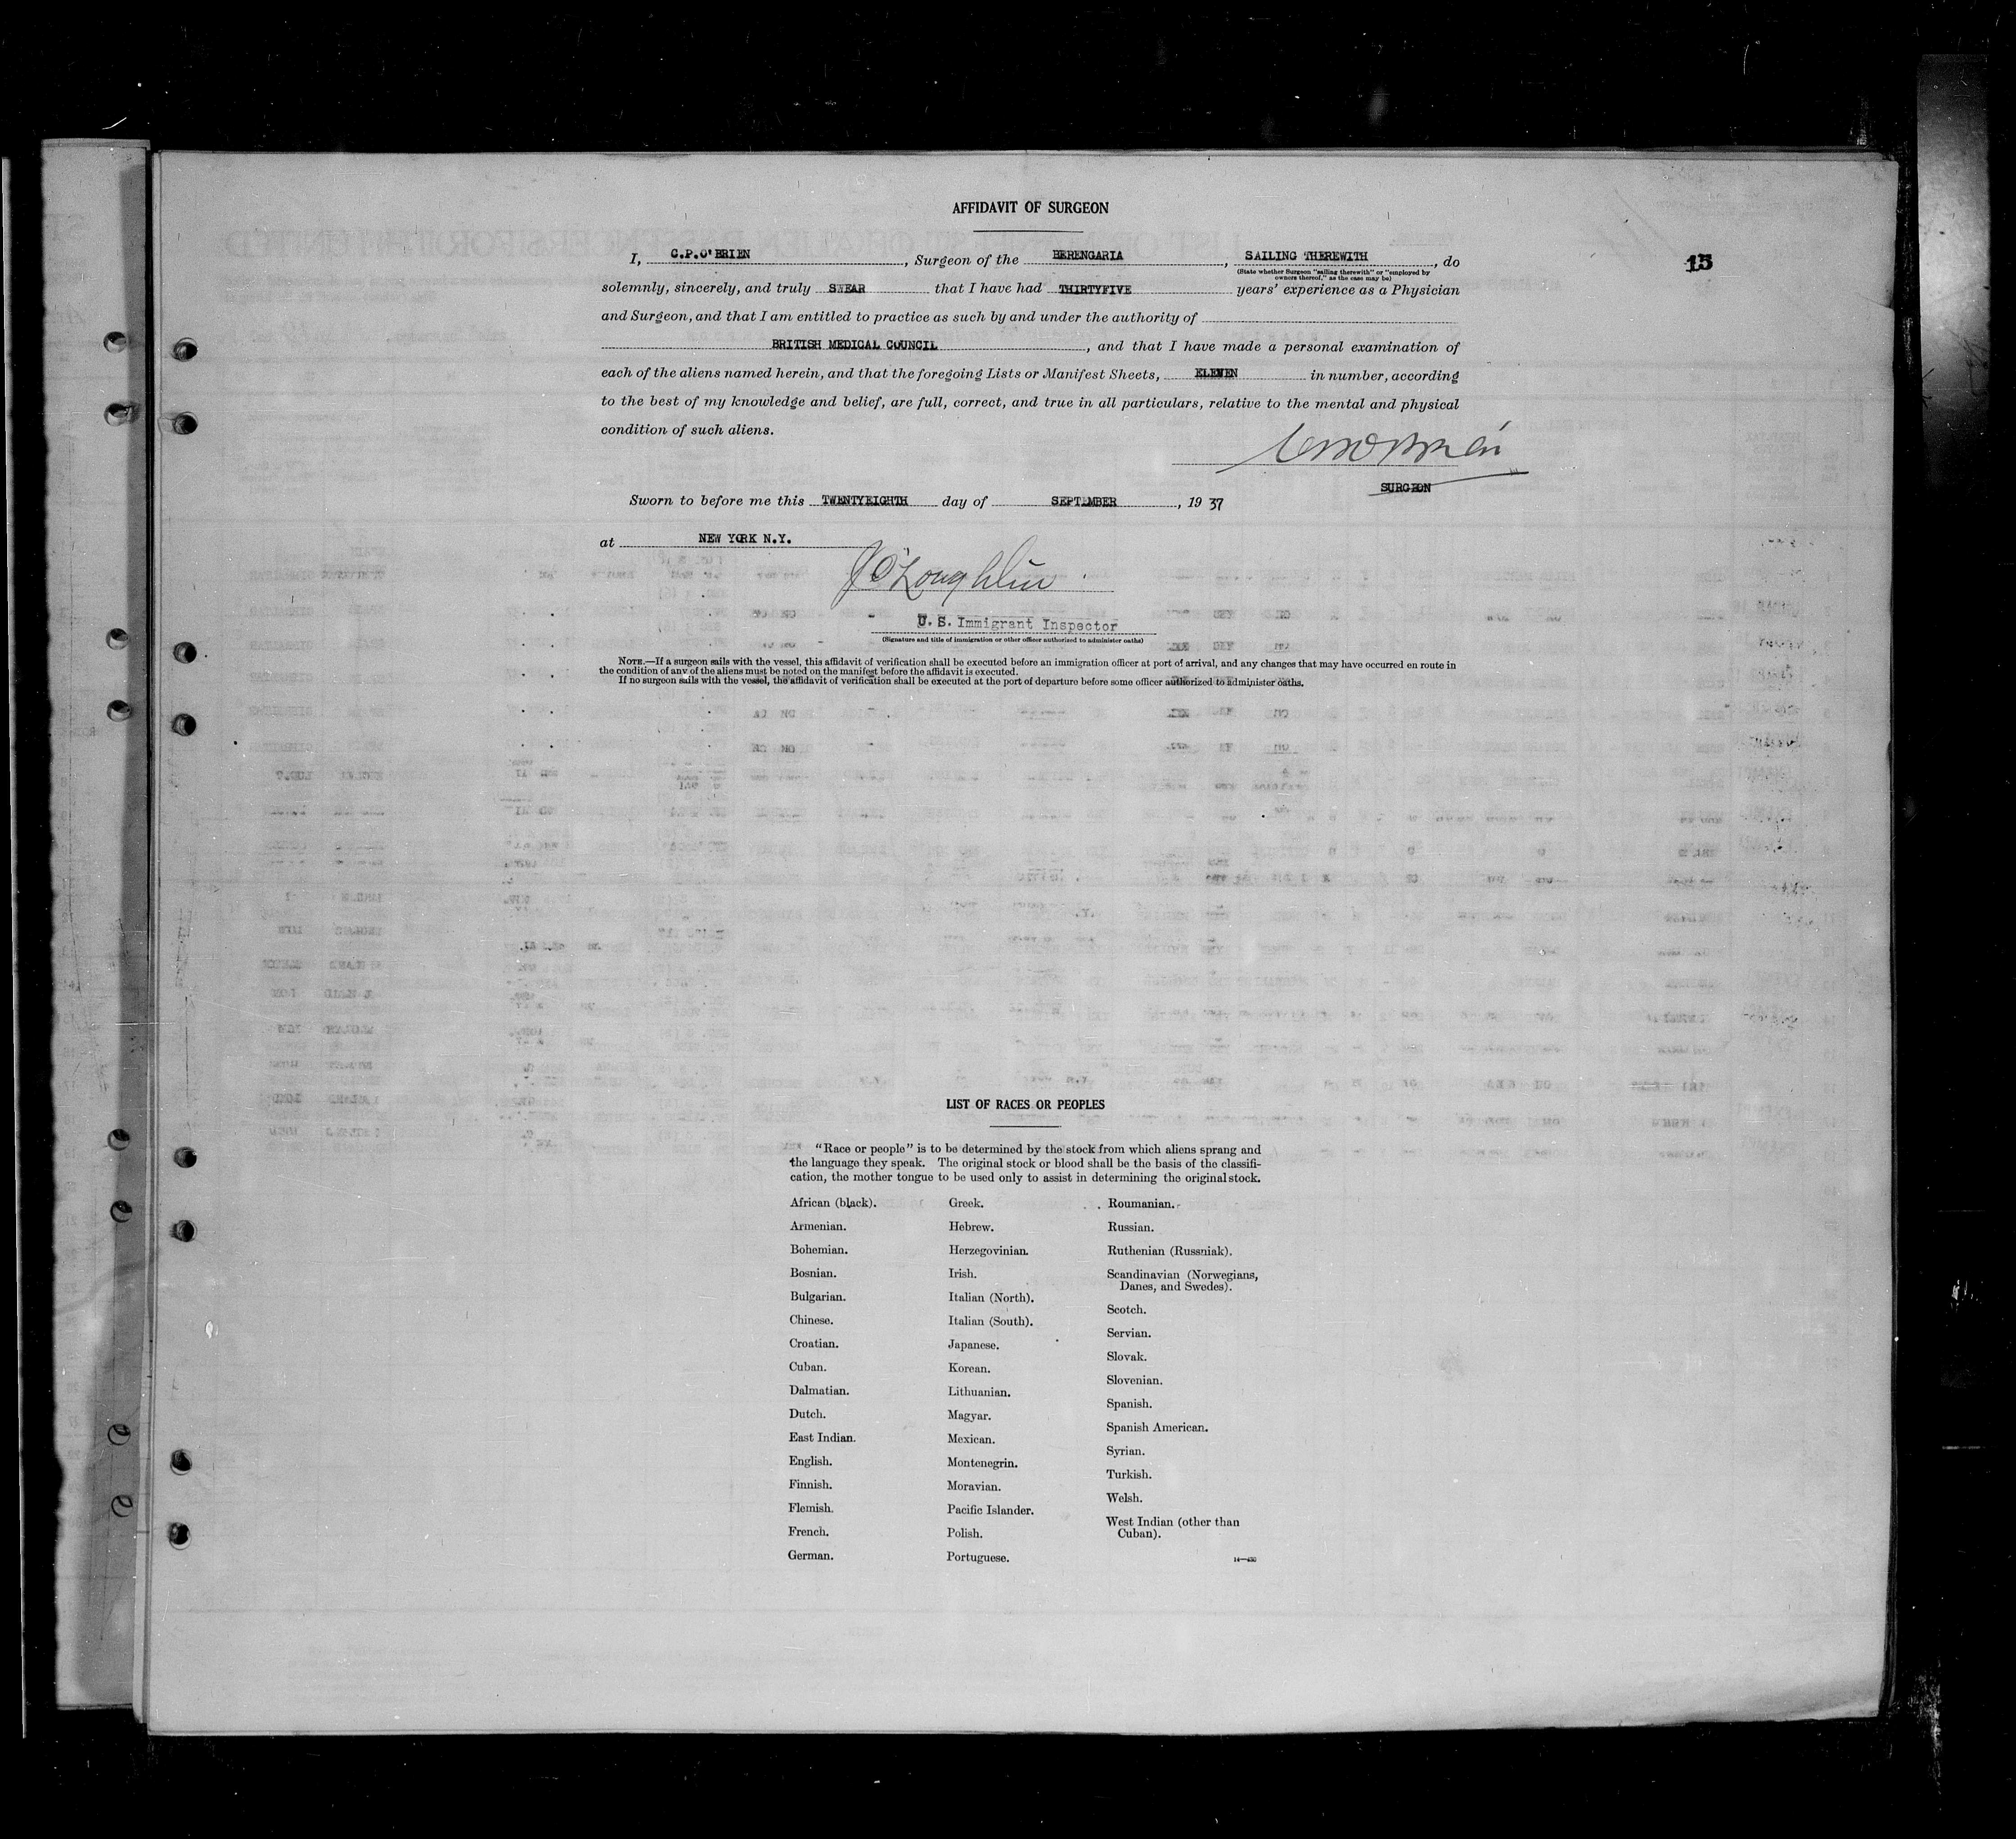 AFFIDAVIT OF SURGEON
13
I, C.P.O'BRIEN, Surgeon of the BERENGARIA, SAILING THEREWITH, do
(State whether Surgeon "sailing therewith" or "employed by
owners thereof," as the case may be)
solemnly, sincerely, and truly SWEAR that I have had THIRTYFIVE years' experience as a Physician
and Surgeon, and that I am entitled to practice as such by and under the authority of
BRITISH MEDICAL COUNCIL, and that I have made a personal examination of
each of the aliens named herein, and that the foregoing Lists or Manifest Sheets, ELEVEN in number, according
to the best of my knowledge and belief, are full, correct, and true in all particulars, relative to the mental and physical
condition of such aliens.
SURGEON
Sworn to before me this TWENTYEIGHTH day of SEPTEMBER, 1937
at NEW YORK N.Y.
J O'Loughlin
U. S. Immigrant Inspector
(Signature and title of immigration or other officer authorized to administer oaths)
NOTE.—If a surgeon sails with the vessel, this affidavit of verification shall be executed before an immigration officer at port of arrival, and any changes that may have occurred en route in
the condition of any of the aliens must be noted on the manifest before the affidavit is executed.
If no surgeon sails with the vessel, the affidavit of verification shall be executed at the port of departure before some officer authorized to administer oaths.
LIST OF RACES OR PEOPLES
"Race or people" is to be determined by the stock from which aliens sprang and
the language they speak. The original stock or blood shall be the basis of the classifi-
cation, the mother tongue to be used only to assist in determining the original stock.
African (black).
Armenian.
Bohemian.
Bosnian.
Bulgarian.
Chinese.
Croatian.
Cuban.
Dalmatian.
Dutch.
East Indian.
English.
Finnish.
Flemish.
French.
German.
Greek.
Hebrew.
Herzegovinian.
Irish.
Italian (North).
Italian (South).
Japanese.
Korean.
Lithuanian.
Magyar.
Mexican.
Montenegrin.
Moravian.
Pacific Islander.
Polish.
Portuguese.
Roumanian.
Russian.
Ruthenian (Russniak).
Scandinavian (Norwegians,
Danes, and Swedes).
Scotch.
Servian.
Slovak.
Slovenian.
Spanish.
Spanish American.
Syrian.
Turkish.
Welsh.
West Indian (other than
Cuban).